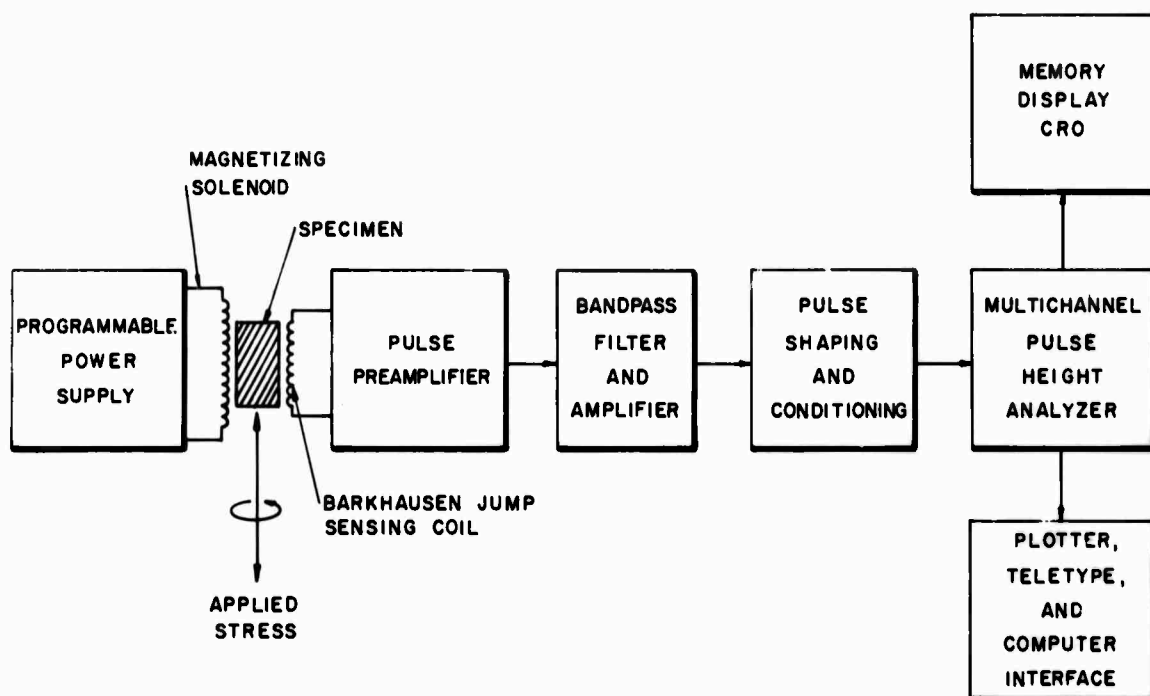 MEMORY
DISPLAY
CRO
MAGNETIZING
SOLENOID
SPECIMEN
PROGRAMMABLE
POWER
SUPPLY
PULSE
PREAMPLIFIER
BANDPASS
FILTER
AND
AMPLIFIER
PULSE
SHAPING
AND
CONDITIONING
MULTICHANNEL
PULSE
HEIGHT
ANALYZER
BARKHAUSEN JUMP
SENSING COIL
APPLIED
STRESS
PLOTTER,
TELETYPE,
AND
COMPUTER
INTERFACE